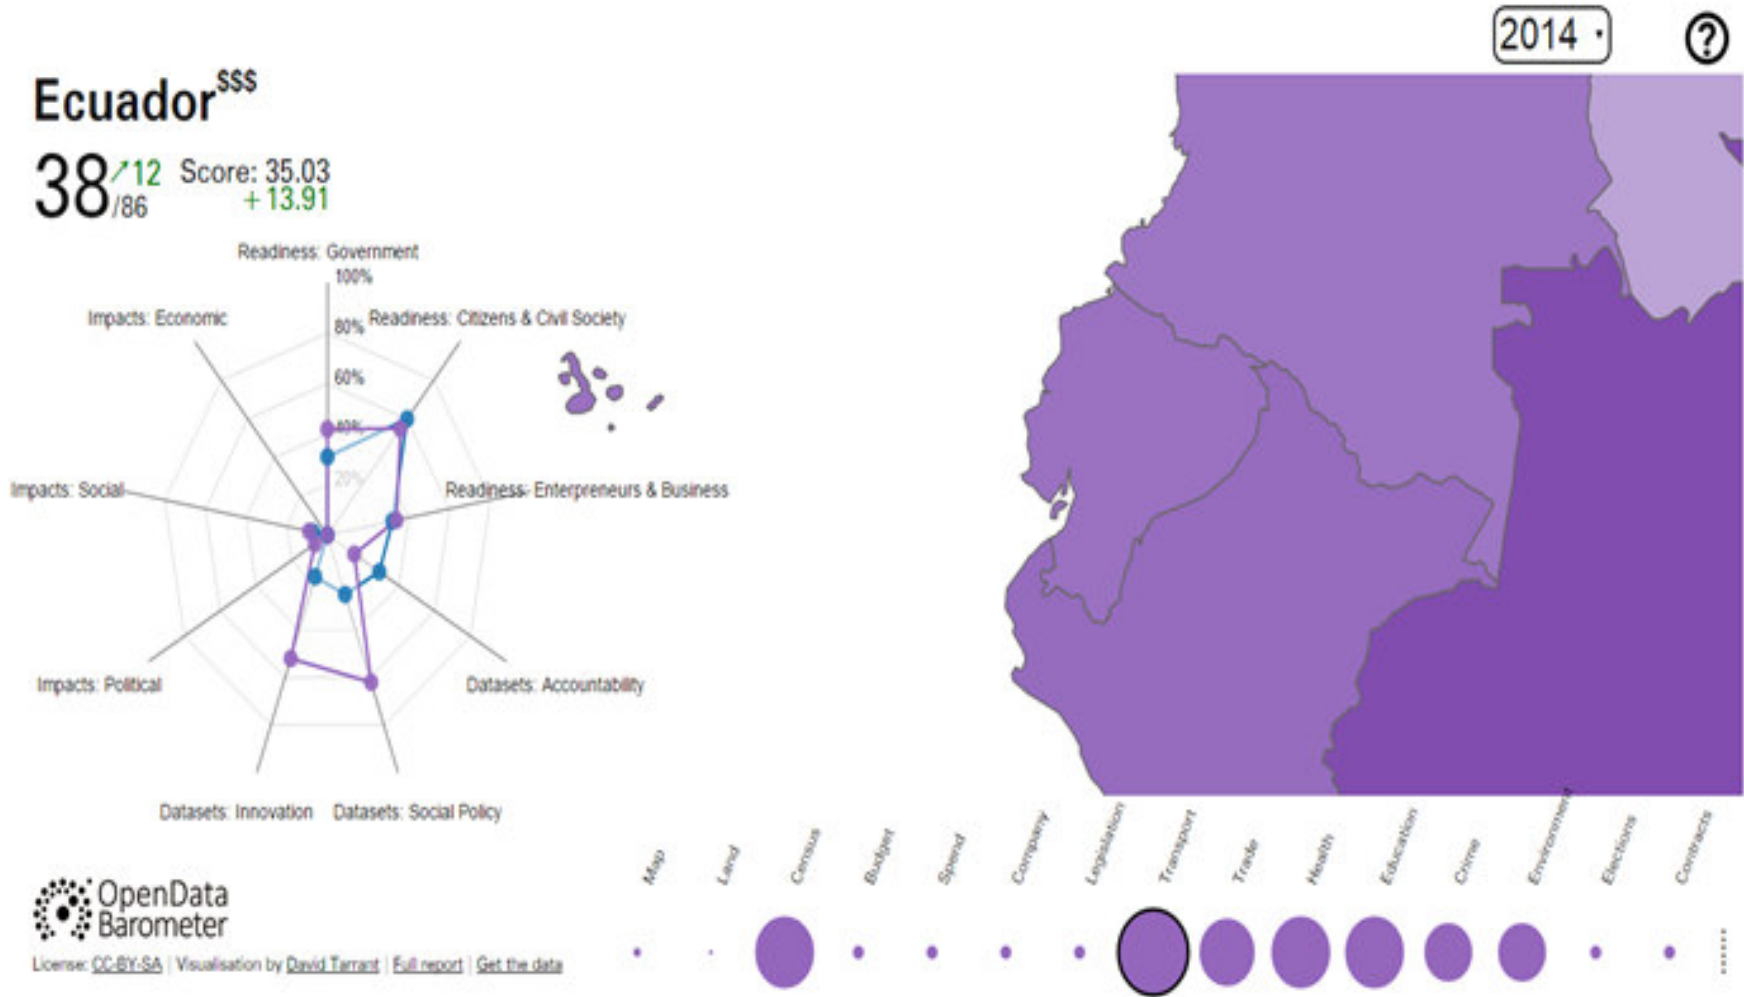 2014
?
Ecuador$$$
38 ↗12 /86
Score: 35.03
+13.91
Readiness: Government
100%
Impacts: Economic
80%
Readiness: Citizens & Civil Society
60%
40%
20%
Impacts: Social
Readiness: Enterpreneurs & Business
Impacts: Political
Datasets: Accountability
Datasets: Innovation
Datasets: Social Policy
Map
Land
Census
Budget
Spend
Company
Legislation
Transport
Trade
Health
Education
Crime
Environment
Elections
Contracts
OpenData
Barometer
License: CC-BY-SA | Visualisation by David Tarrant | Full report | Get the data